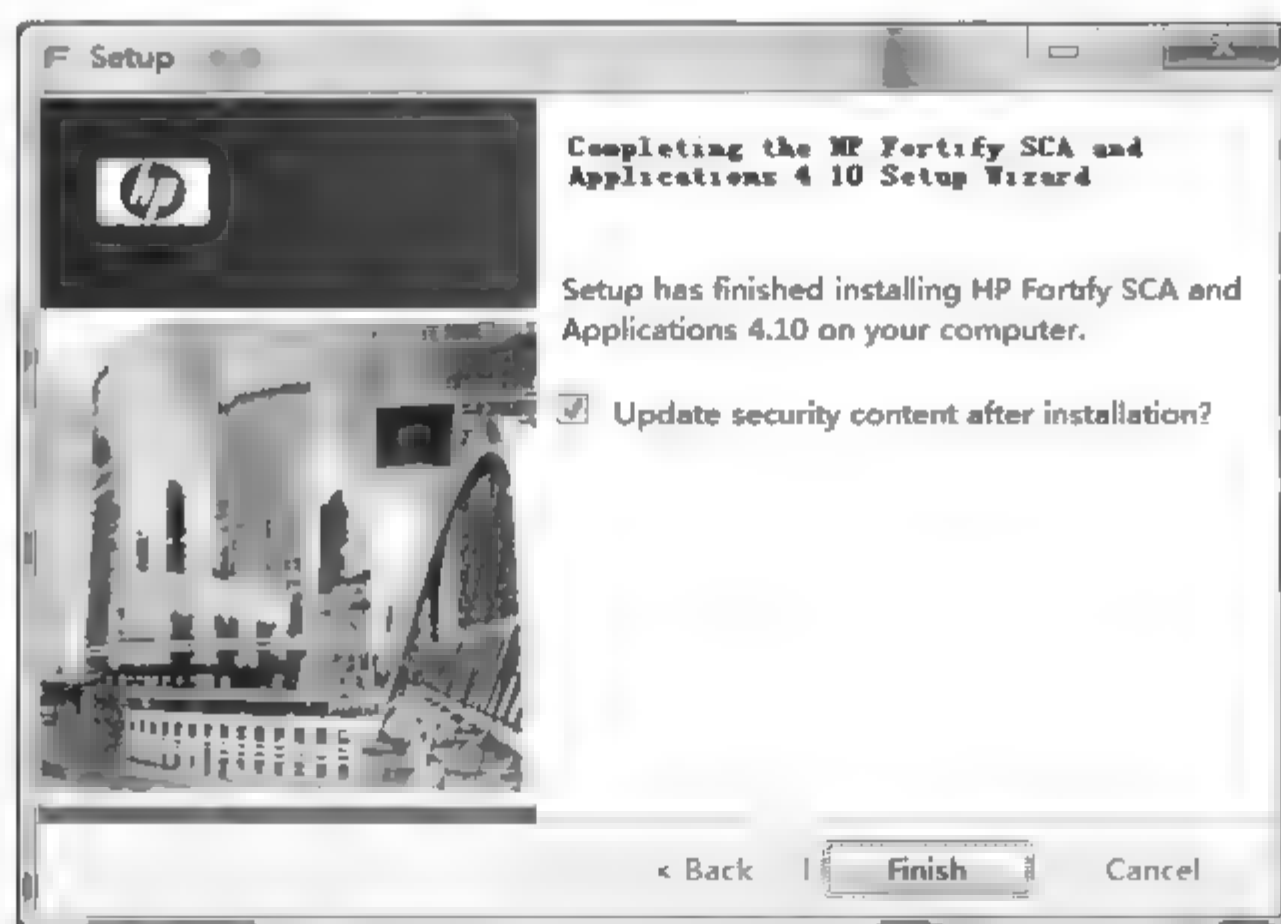 Setup
hp
Completing the HP Fortify SCA and
Applications 4 10 Setup Wizard
Setup has finished installing HP Fortify SCA and
Applications 4.10 on your computer.
Update security content after installation?
< Back
Finish
Cancel